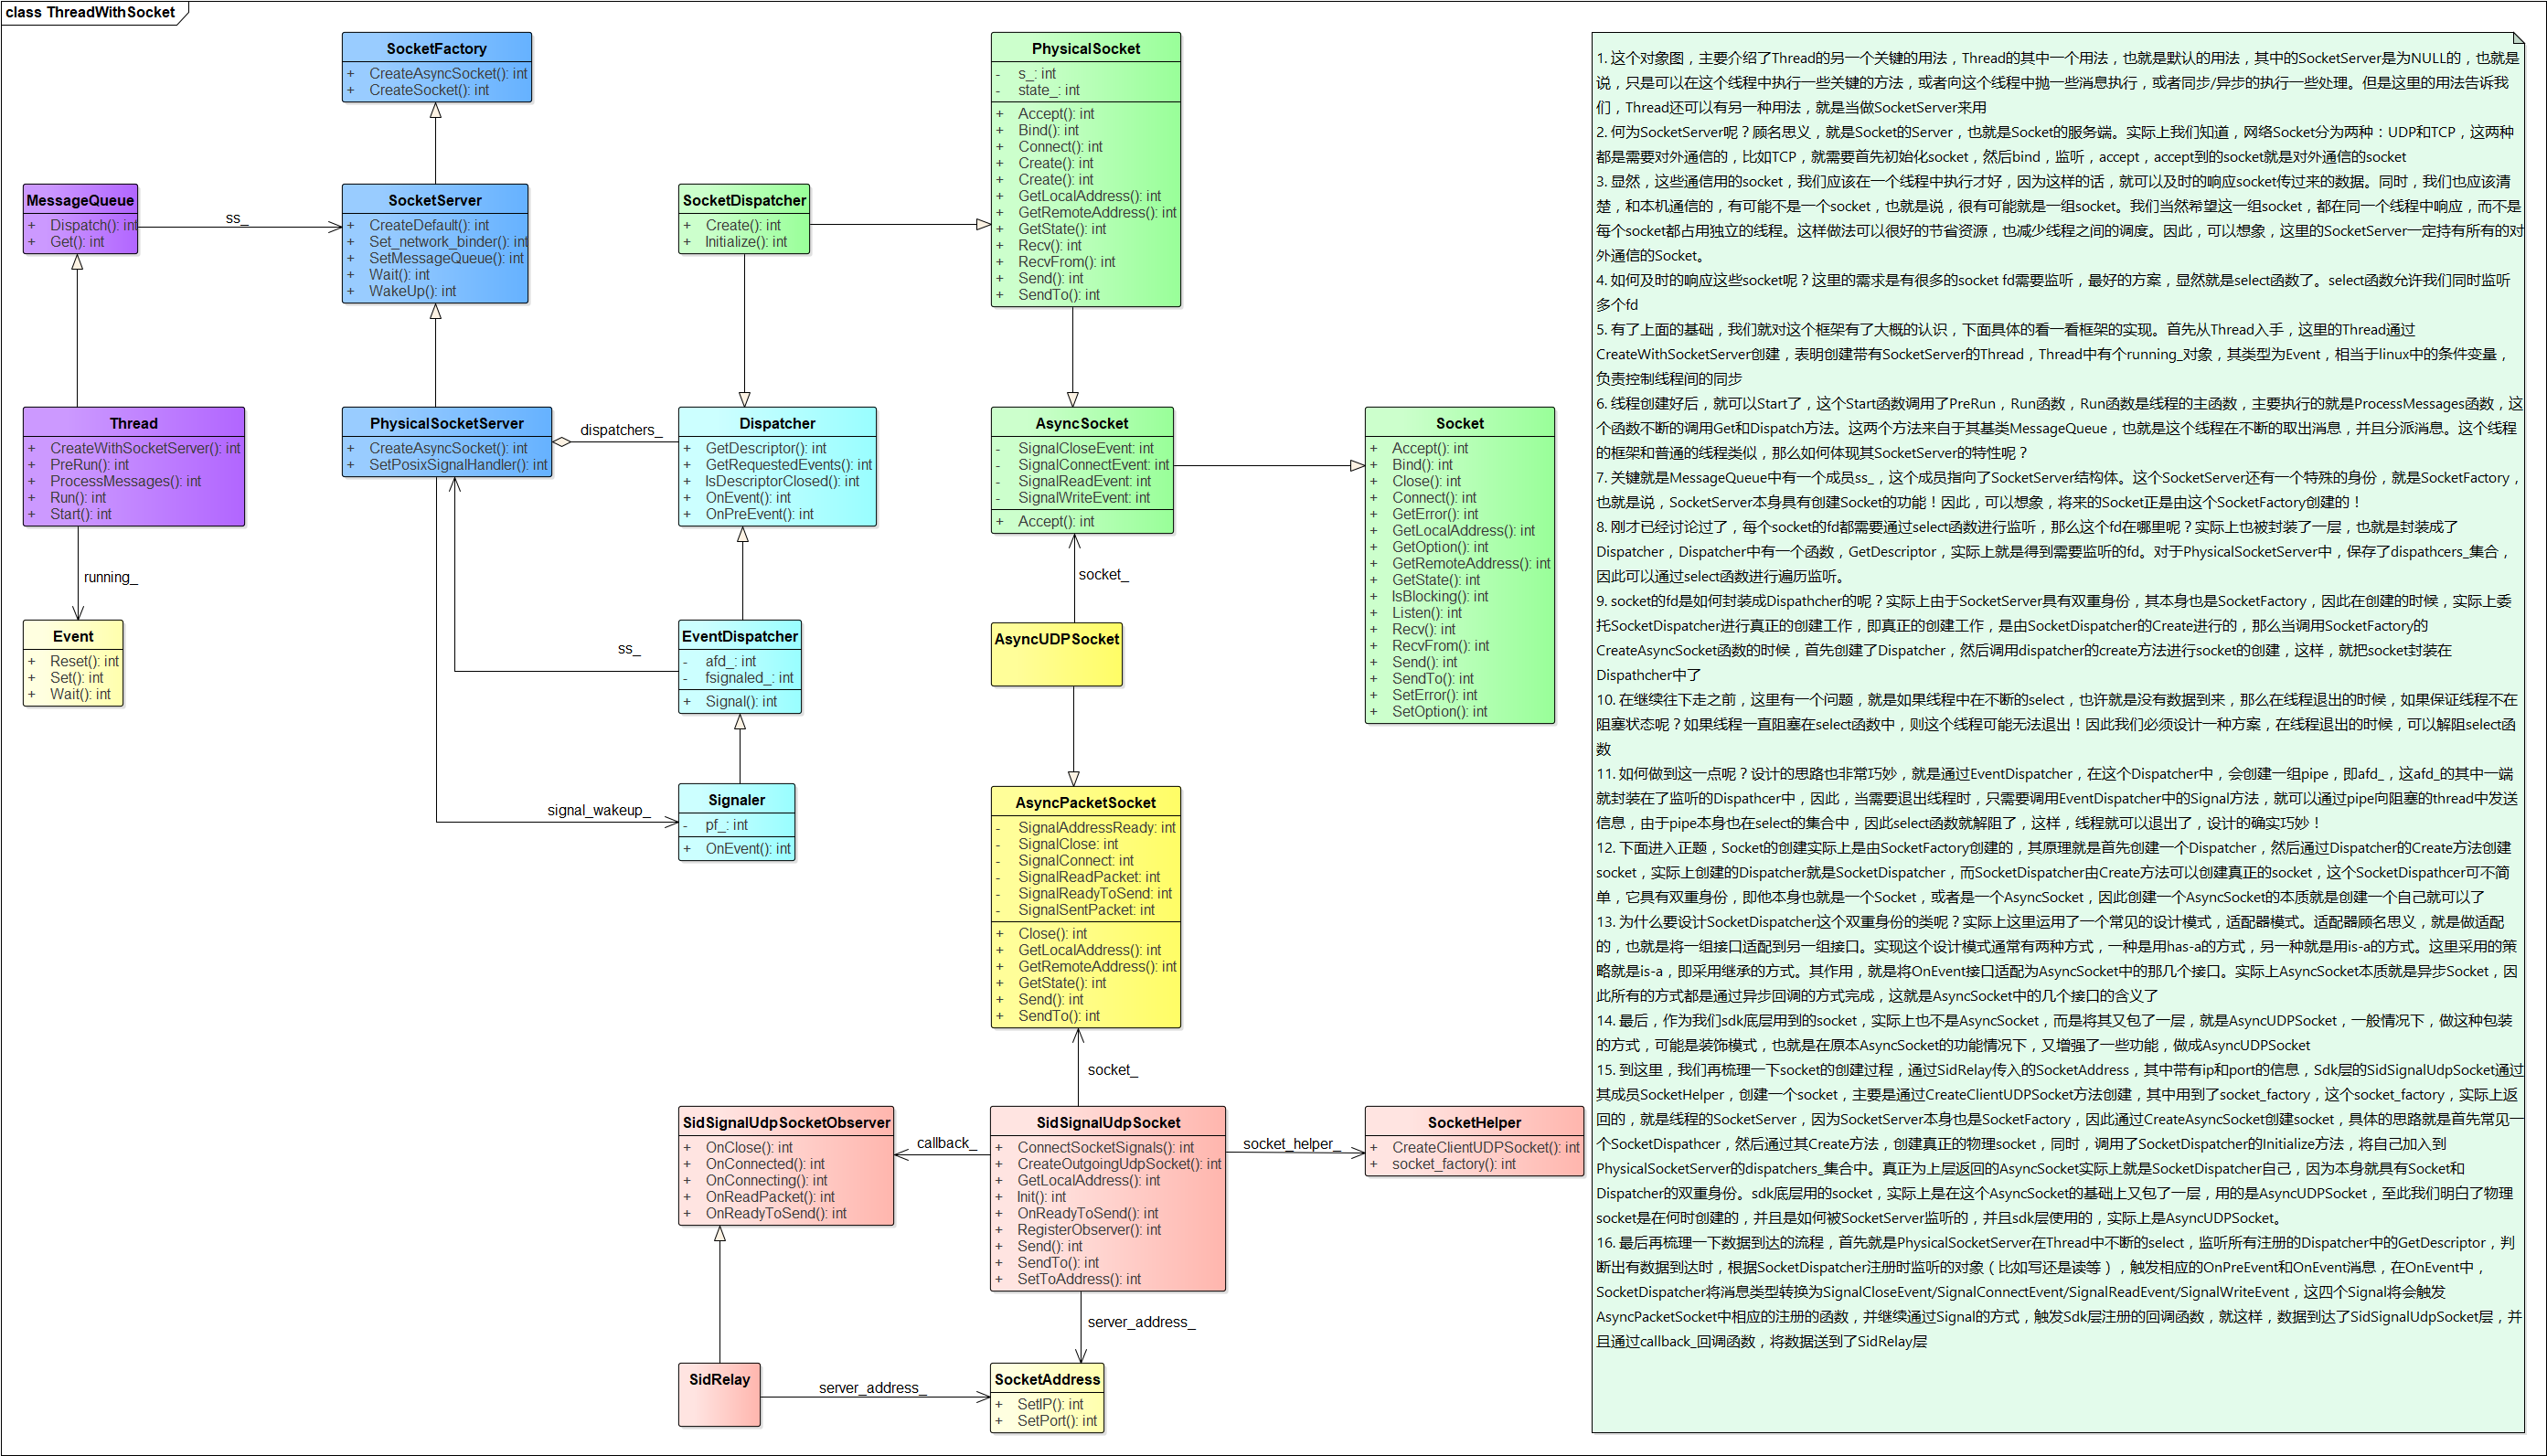 class ThreadWithSocket
SocketFactory
+ CreateAsyncSocket(): int
+ CreateSocket(): int
PhysicalSocket
- s_: int
- state_: int
+ Accept(): int
+ Bind(): int
+ Connect(): int
+ Create(): int
+ Create(): int
+ GetLocalAddress(): int
+ GetRemoteAddress(): int
+ GetState(): int
+ Recv(): int
+ RecvFrom(): int
+ Send(): int
+ SendTo(): int
MessageQueue
+ Dispatch(): int
+ Get(): int
ss_
SocketServer
+ CreateDefault(): int
+ Set_network_binder(): int
+ SetMessageQueue(): int
+ Wait(): int
+ WakeUp(): int
SocketDispatcher
+ Create(): int
+ Initialize(): int
Thread
+ CreateWithSocketServer(): int
+ PreRun(): int
+ ProcessMessages(): int
+ Run(): int
+ Start(): int
PhysicalSocketServer
+ CreateAsyncSocket(): int
+ SetPosixSignalHandler(): int
dispatchers_
Dispatcher
+ GetDescriptor(): int
+ GetRequestedEvents(): int
+ IsDescriptorClosed(): int
+ OnEvent(): int
+ OnPreEvent(): int
AsyncSocket
- SignalCloseEvent: int
- SignalConnectEvent: int
- SignalReadEvent: int
- SignalWriteEvent: int
+ Accept(): int
Socket
+ Accept(): int
+ Bind(): int
+ Close(): int
+ Connect(): int
+ GetError(): int
+ GetLocalAddress(): int
+ GetOption(): int
+ GetRemoteAddress(): int
+ GetState(): int
+ IsBlocking(): int
+ Listen(): int
+ Recv(): int
+ RecvFrom(): int
+ Send(): int
+ SendTo(): int
+ SetError(): int
+ SetOption(): int
running_
socket_
Event
+ Reset(): int
+ Set(): int
+ Wait(): int
ss_
EventDispatcher
- afd_: int
- fsignaled_: int
+ Signal(): int
AsyncUDPSocket
signal_wakeup_
Signaler
- pf_: int
+ OnEvent(): int
AsyncPacketSocket
- SignalAddressReady: int
- SignalClose: int
- SignalConnect: int
- SignalReadPacket: int
- SignalReadyToSend: int
- SignalSentPacket: int
+ Close(): int
+ GetLocalAddress(): int
+ GetRemoteAddress(): int
+ GetState(): int
+ Send(): int
+ SendTo(): int
socket_
SidSignalUdpSocketObserver
+ OnClose(): int
+ OnConnected(): int
+ OnConnecting(): int
+ OnReadPacket(): int
+ OnReadyToSend(): int
callback_
SidSignalUdpSocket
+ ConnectSocketSignals(): int
+ CreateOutgoingUdpSocket(): int
+ GetLocalAddress(): int
+ Init(): int
+ OnReadyToSend(): int
+ RegisterObserver(): int
+ Send(): int
+ SendTo(): int
+ SetToAddress(): int
socket_helper_
SocketHelper
+ CreateClientUDPSocket(): int
+ socket_factory(): int
server_address_
SidRelay
server_address_
SocketAddress
+ SetIP(): int
+ SetPort(): int
1. 这个对象图，主要介绍了Thread的另一个关键的用法，Thread的其中一个用法，也就是默认的用法，其中的SocketServer是为NULL的，也就是
说，只是可以在这个线程中执行一些关键的方法，或者向这个线程中抛一些消息执行，或者同步/异步的执行一些处理。但是这里的用法告诉我
们，Thread还可以有另一种用法，就是当做SocketServer来用
2. 何为SocketServer呢？顾名思义，就是Socket的Server，也就是Socket的服务端。实际上我们知道，网络Socket分为两种：UDP和TCP，这两种
都是需要对外通信的，比如TCP，就需要首先初始化socket，然后bind，监听，accept，accept到的socket就是对外通信的socket
3. 显然，这些通信用的socket，我们应该在一个线程中执行才好，因为这样的话，就可以及时的响应socket传过来的数据。同时，我们也应该清
楚，和本机通信的，有可能不是一个socket，也就是说，很有可能就是一组socket。我们当然希望这一组socket，都在同一个线程中响应，而不是
每个socket都占用独立的线程。这样做法可以很好的节省资源，也减少线程之间的调度。因此，可以想象，这里的SocketServer一定持有所有的对
外通信的Socket。
4. 如何及时的响应这些socket呢？这里的需求是有很多的socket fd需要监听，最好的方案，显然就是select函数了。select函数允许我们同时监听
多个fd
5. 有了上面的基础，我们就对这个框架有了大概的认识，下面具体的看一看框架的实现。首先从Thread入手，这里的Thread通过
CreateWithSocketServer创建，表明创建带有SocketServer的Thread，Thread中有个running_对象，其类型为Event，相当于linux中的条件变量，
负责控制线程间的同步
6. 线程创建好后，就可以Start了，这个Start函数调用了PreRun，Run函数，Run函数是线程的主函数，主要执行的就是ProcessMessages函数，这
个函数不断的调用Get和Dispatch方法。这两个方法来自于其基类MessageQueue，也就是这个线程在不断的取出消息，并且分派消息。这个线程
的框架和普通的线程类似，那么如何体现其SocketServer的特性呢？
7. 关键就是MessageQueue中有一个成员ss_，这个成员指向了SocketServer结构体。这个SocketServer还有一个特殊的身份，就是SocketFactory，
也就是说，SocketServer本身具有创建Socket的功能！因此，可以想象，将来的Socket正是由这个SocketFactory创建的！
8. 刚才已经讨论过了，每个socket的fd都需要通过select函数进行监听，那么这个fd在哪里呢？实际上也被封装了一层，也就是封装成了
Dispatcher，Dispatcher中有一个函数，GetDescriptor，实际上就是得到需要监听的fd。对于PhysicalSocketServer中，保存了dispathcers_集合，
因此可以通过select函数进行遍历监听。
9. socket的fd是如何封装成Dispathcher的呢？实际上由于SocketServer具有双重身份，其本身也是SocketFactory，因此在创建的时候，实际上委
托SocketDispatcher进行真正的创建工作，即真正的创建工作，是由SocketDispatcher的Create进行的，那么当调用SocketFactory的
CreateAsyncSocket函数的时候，首先创建了Dispatcher，然后调用dispatcher的create方法进行socket的创建，这样，就把socket封装在
Dispathcher中了
10. 在继续往下走之前，这里有一个问题，就是如果线程中在不断的select，也许就是没有数据到来，那么在线程退出的时候，如果保证线程不在
阻塞状态呢？如果线程一直阻塞在select函数中，则这个线程可能无法退出！因此我们必须设计一种方案，在线程退出的时候，可以解阻select函
数
11. 如何做到这一点呢？设计的思路也非常巧妙，就是通过EventDispatcher，在这个Dispatcher中，会创建一组pipe，即afd_，这afd_的其中一端
就封装在了监听的Dispathcer中，因此，当需要退出线程时，只需要调用EventDispatcher中的Signal方法，就可以通过pipe向阻塞的thread中发送
信息，由于pipe本身也在select的集合中，因此select函数就解阻了，这样，线程就可以退出了，设计的确实巧妙！
12. 下面进入正题，Socket的创建实际上是由SocketFactory创建的，其原理就是首先创建一个Dispatcher，然后通过Dispatcher的Create方法创建
socket，实际上创建的Dispatcher就是SocketDispatcher，而SocketDispatcher由Create方法可以创建真正的socket，这个SocketDispathcer可不简
单，它具有双重身份，即他本身也就是一个Socket，或者是一个AsyncSocket，因此创建一个AsyncSocket的本质就是创建一个自己就可以了
13. 为什么要设计SocketDispatcher这个双重身份的类呢？实际上这里运用了一个常见的设计模式，适配器模式。适配器顾名思义，就是做适配
的，也就是将一组接口适配到另一组接口。实现这个设计模式通常有两种方式，一种是用has-a的方式，另一种就是用is-a的方式。这里采用的策
略就是is-a，即采用继承的方式。其作用，就是将OnEvent接口适配为AsyncSocket中的那几个接口。实际上AsyncSocket本质就是异步Socket，因
此所有的方式都是通过异步回调的方式完成，这就是AsyncSocket中的几个接口的含义了
14. 最后，作为我们sdk底层用到的socket，实际上也不是AsyncSocket，而是将其又包了一层，就是AsyncUDPSocket，一般情况下，做这种包装
的方式，可能是装饰模式，也就是在原本AsyncSocket的功能情况下，又增强了一些功能，做成AsyncUDPSocket
15. 到这里，我们再梳理一下socket的创建过程，通过SidRelay传入的SocketAddress，其中带有ip和port的信息，Sdk层的SidSignalUdpSocket通过
其成员SocketHelper，创建一个socket，主要是通过CreateClientUDPSocket方法创建，其中用到了socket_factory，这个socket_factory，实际上返
回的，就是线程的SocketServer，因为SocketServer本身也是SocketFactory，因此通过CreateAsyncSocket创建socket，具体的思路就是首先常见一
个SocketDispathcer，然后通过其Create方法，创建真正的物理socket，同时，调用了SocketDispatcher的Initialize方法，将自己加入到
PhysicalSocketServer的dispatchers_集合中。真正为上层返回的AsyncSocket实际上就是SocketDispatcher自己，因为本身就具有Socket和
Dispatcher的双重身份。sdk底层用的socket，实际上是在这个AsyncSocket的基础上又包了一层，用的是AsyncUDPSocket，至此我们明白了物理
socket是在何时创建的，并且是如何被SocketServer监听的，并且sdk层使用的，实际上是AsyncUDPSocket。
16. 最后再梳理一下数据到达的流程，首先就是PhysicalSocketServer在Thread中不断的select，监听所有注册的Dispatcher中的GetDescriptor，判
断出有数据到达时，根据SocketDispatcher注册时监听的对象（比如写还是读等），触发相应的OnPreEvent和OnEvent消息，在OnEvent中，
SocketDispatcher将消息类型转换为SignalCloseEvent/SignalConnectEvent/SignalReadEvent/SignalWriteEvent，这四个Signal将会触发
AsyncPacketSocket中相应的注册的函数，并继续通过Signal的方式，触发Sdk层注册的回调函数，就这样，数据到达了SidSignalUdpSocket层，并
且通过callback_回调函数，将数据送到了SidRelay层